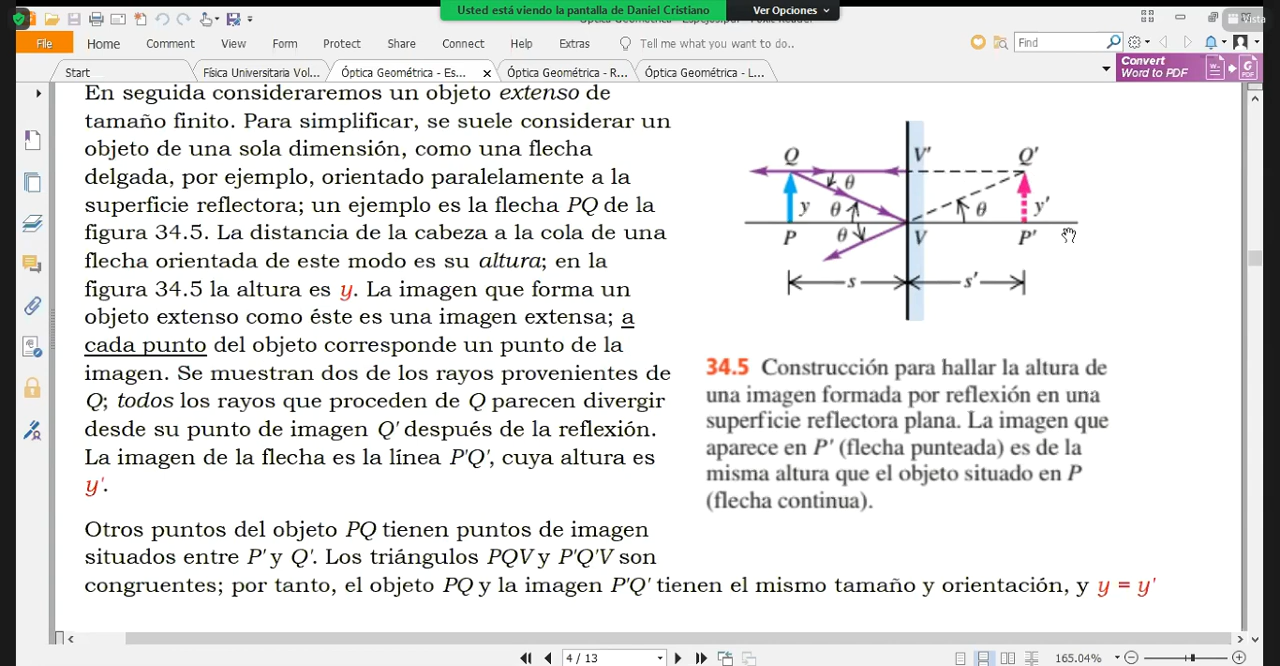 Usted está viendo la pantalla de Daniel Cristiano
Ver Opciones
Vista
File Home Comment View Form Protect Share Connect Help Extras Tell me what you want to do.. Find
Start Física Universitaria Vol... Óptica Geométrica - Es... × Óptica Geométrica - R... Óptica Geométrica - L...
Convert
Word to PDF
En seguida consideraremos un objeto extenso de
tamaño finito. Para simplificar, se suele considerar un
objeto de una sola dimensión, como una flecha
delgada, por ejemplo, orientado paralelamente a la
superficie reflectora; un ejemplo es la flecha PQ de la
figura 34.5. La distancia de la cabeza a la cola de una
flecha orientada de este modo es su altura; en la
figura 34.5 la altura es y. La imagen que forma un
objeto extenso como éste es una imagen extensa; a
cada punto del objeto corresponde un punto de la
imagen. Se muestran dos de los rayos provenientes de
Q; todos los rayos que proceden de Q parecen divergir
desde su punto de imagen Q' después de la reflexión.
La imagen de la flecha es la línea P'Q', cuya altura es
y'.
Otros puntos del objeto PQ tienen puntos de imagen
situados entre P' y Q'. Los triángulos PQV y P'Q'V son
congruentes; por tanto, el objeto PQ y la imagen P'Q' tienen el mismo tamaño y orientación, y y = y'
Q V' Q'
θ
y θ θ y'
P θ V P'
s s'
34.5 Construcción para hallar la altura de
una imagen formada por reflexión en una
superficie reflectora plana. La imagen que
aparece en P' (flecha punteada) es de la
misma altura que el objeto situado en P
(flecha continua).
4 / 13 165.04%